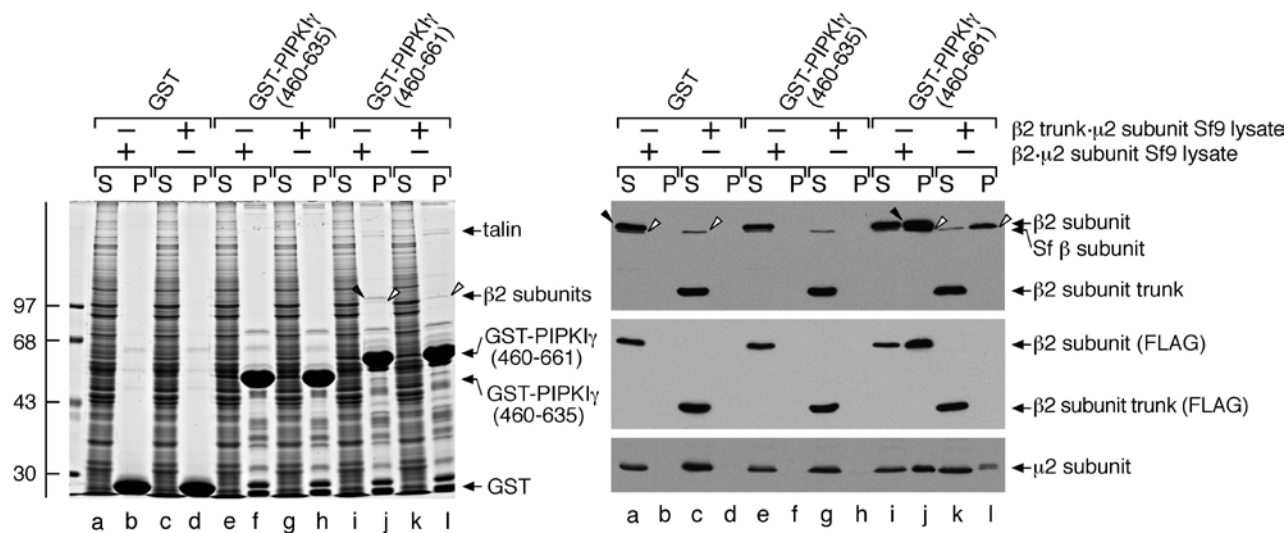 GST
GST-PIPKIγ
(460-635)
GST-PIPKIγ
(460-661)
GST
GST-PIPKIγ
(460-635)
GST-PIPKIγ
(460-661)
− + − + − + − + − + − + β2 trunk·μ2 subunit Sf9 lysate
+ − + − + − + − + − + − β2·μ2 subunit Sf9 lysate
S P S P S P S P S P S P
S P S P S P S P S P S P
talin
β2 subunits
GST-PIPKIγ
(460-661)
GST-PIPKIγ
(460-635)
GST
97
68
43
30
a b c d e f g h i j k l
β2 subunit
Sf β subunit
β2 subunit trunk
β2 subunit (FLAG)
β2 subunit trunk (FLAG)
μ2 subunit
a b c d e f g h i j k l